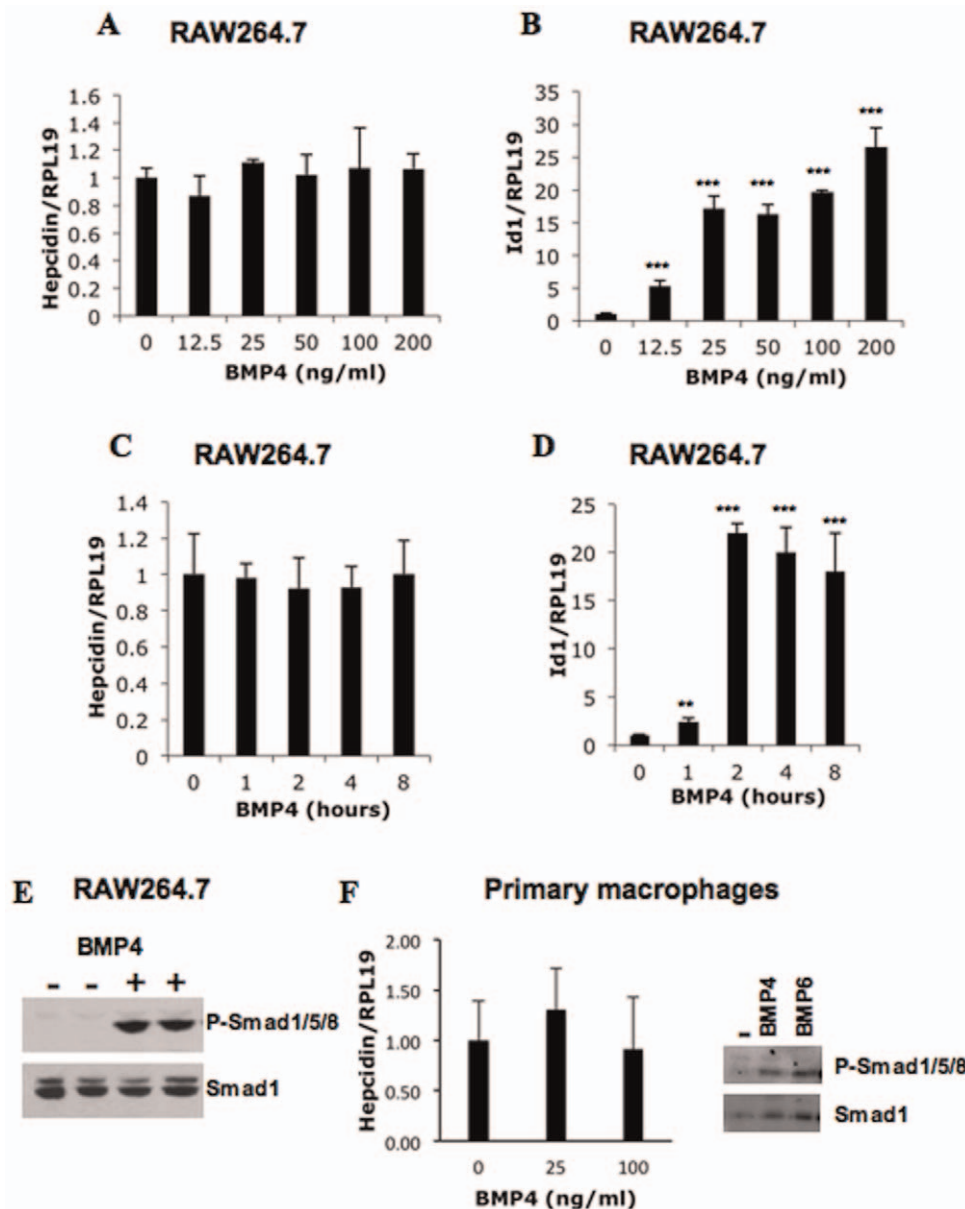 A RAW264.7
Hepcidin/RPL19
1.6
1.4
1.2
1
0.8
0.6
0.4
0.2
0
0 12.5 25 50 100 200
BMP4 (ng/ml)
B RAW264.7
Id1/RPL19
35
30
25
20
15
10
5
0
***
***
***
***
***
0 12.5 25 50 100 200
BMP4 (ng/ml)
C RAW264.7
Hepcidin/RPL19
1.4
1.2
1
0.8
0.6
0.4
0.2
0
0 1 2 4 8
BMP4 (hours)
D RAW264.7
Id1/RPL19
25
20
15
10
5
0
**
***
***
***
0 1 2 4 8
BMP4 (hours)
E RAW264.7
BMP4
- - + +
P-Smad1/5/8
Smad1
F Primary macrophages
Hepcidin/RPL19
2.00
1.50
1.00
0.50
0.00
0 25 100
BMP4 (ng/ml)
- BMP4 BMP6
P-Smad1/5/8
Smad1